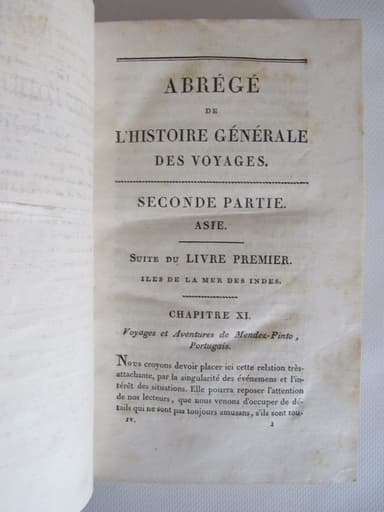 ABRÉGÉ
DE
L'HISTOIRE GÉNÉRALE
DES VOYAGES.
SECONDE PARTIE.
ASIE.
SUITE DU LIVRE PREMIER.
ILES DE LA MER DES INDES.
CHAPITRE XI.
Voyages et Aventures de Mendez-Pinto,
Portugais.
Nous croyons devoir placer ici cette relation très-
attachante, par la singularité des événemens et l'in-
térêt des situations. Elle pourra reposer l'attention
de nos lecteurs, que nous venons d'occuper de dé-
tails qui ne sont pas toujours amusans, s'ils sont tou-
IV. 1